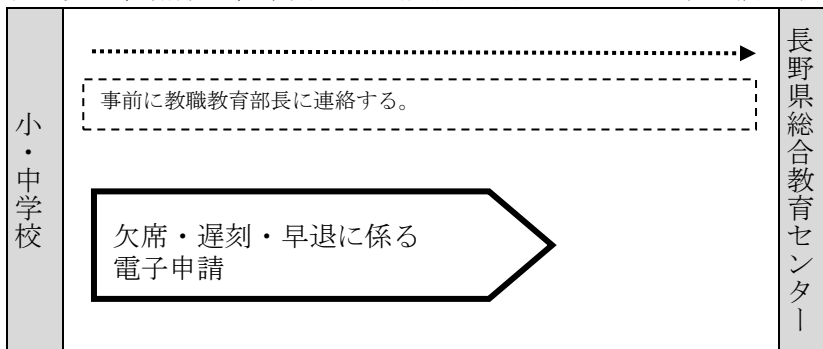 小・中学校
事前に教職教育部長に連絡する。
欠席・遅刻・早退に係る
電子申請
長野県総合教育センター